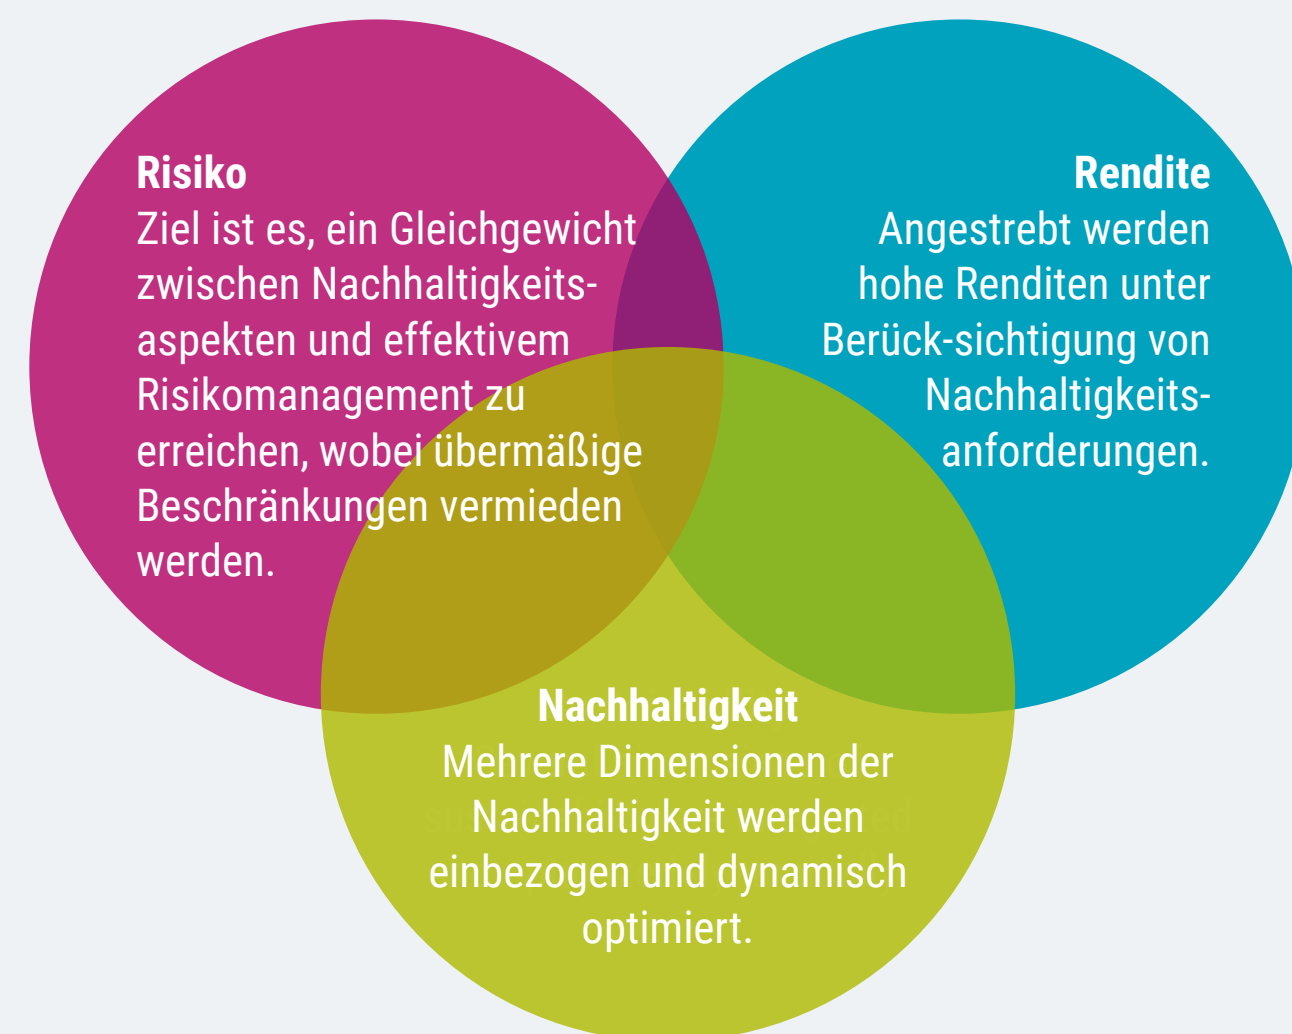 Risiko
Ziel ist es, ein Gleichgewicht
zwischen Nachhaltigkeits-
aspekten und effektivem
Risikomanagement zu
erreichen, wobei übermäßige
Beschränkungen vermieden
werden.
Rendite
Angestrebt werden
hohe Renditen unter
Berück-sichtigung von
Nachhaltigkeits-
anforderungen.
Nachhaltigkeit
Mehrere Dimensionen der
Nachhaltigkeit werden
einbezogen und dynamisch
optimiert.